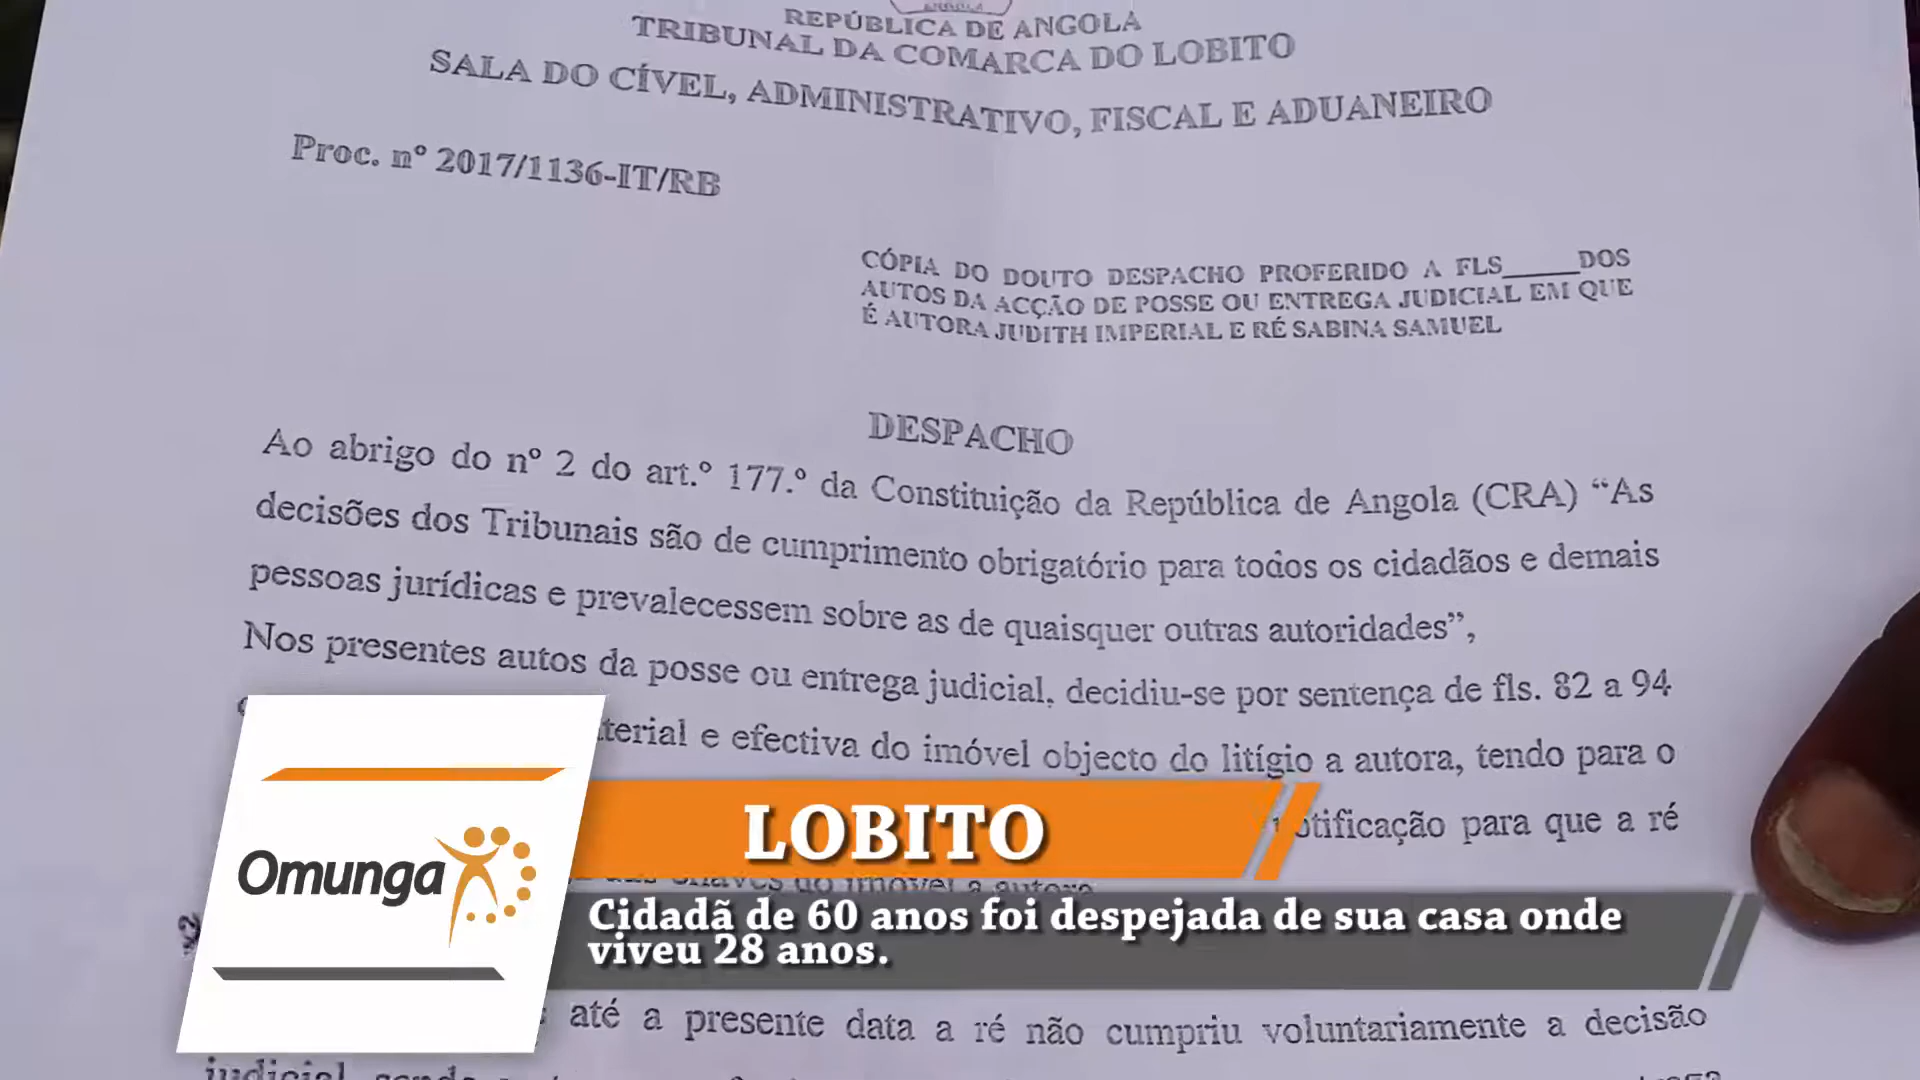 ANGOLA
REPÚBLICA DE ANGOLA
TRIBUNAL DA COMARCA DO LOBITO
SALA DO CÍVEL, ADMINISTRATIVO, FISCAL E ADUANEIRO
Proc. nº 2017/1136-IT/RB
CÓPIA DO DOUTO DESPACHO PROFERIDO A FLS_____DOS
AUTOS DA ACÇÃO DE POSSE OU ENTREGA JUDICIAL EM QUE
É AUTORA JUDITH IMPERIAL E RÉ SABINA SAMUEL
DESPACHO
Ao abrigo do nº 2 do art.º 177.º da Constituição da República de Angola (CRA) “As
decisões dos Tribunais são de cumprimento obrigatório para todos os cidadãos e demais
pessoas jurídicas e prevalecessem sobre as de quaisquer outras autoridades”,
Nos presentes autos da posse ou entrega judicial, decidiu-se por sentença de fls. 82 a 94
e efectiva do imóvel objecto do litígio a autora, tendo para o
para que a ré
chaves do imóvel a autora
LOBITO
Omunga
Cidadã de 60 anos foi despejada de sua casa onde
viveu 28 anos.
até a presente data a ré não cumpriu voluntariamente a decisão
judicial